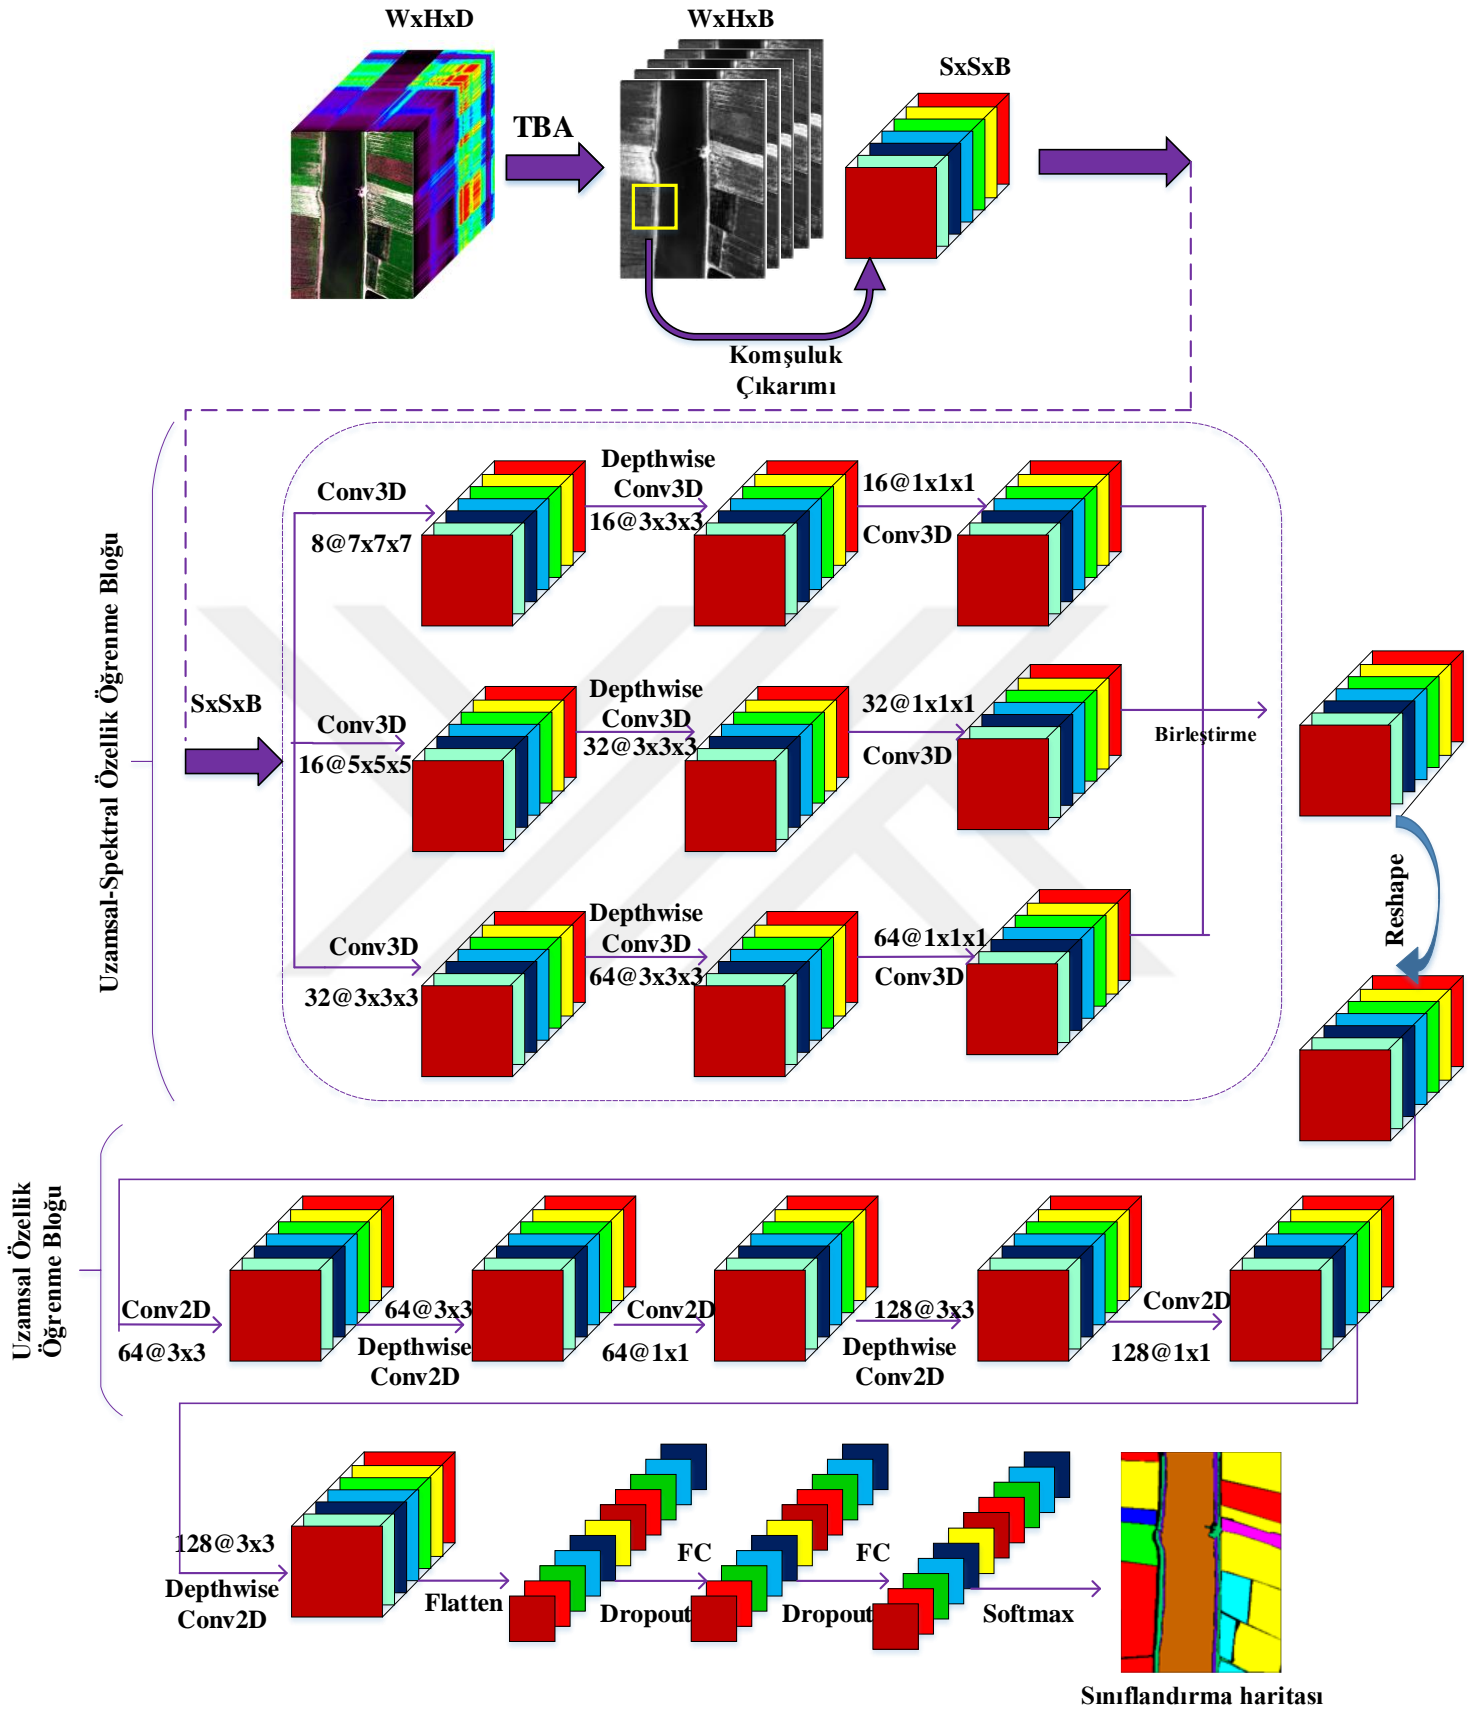 WxHxD
WxHxB
SxSxB
TBA
Komşuluk
Çıkarımı
Uzamsal-Spektral Özellik Öğrenme Bloğu
SxSxB
Conv3D
8@7x7x7
Depthwise
Conv3D
16@3x3x3
16@1x1x1
Conv3D
Conv3D
16@5x5x5
Depthwise
Conv3D
32@3x3x3
32@1x1x1
Conv3D
Birleştirme
Conv3D
32@3x3x3
Depthwise
Conv3D
64@3x3x3
64@1x1x1
Conv3D
Reshape
Uzamsal Özellik
Öğrenme Bloğu
Conv2D
64@3x3
64@3x3
Depthwise
Conv2D
Conv2D
64@1x1
128@3x3
Depthwise
Conv2D
Conv2D
128@1x1
128@3x3
Depthwise
Conv2D
Flatten
FC
Dropout
FC
Dropout
Softmax
Sınıflandırma haritası